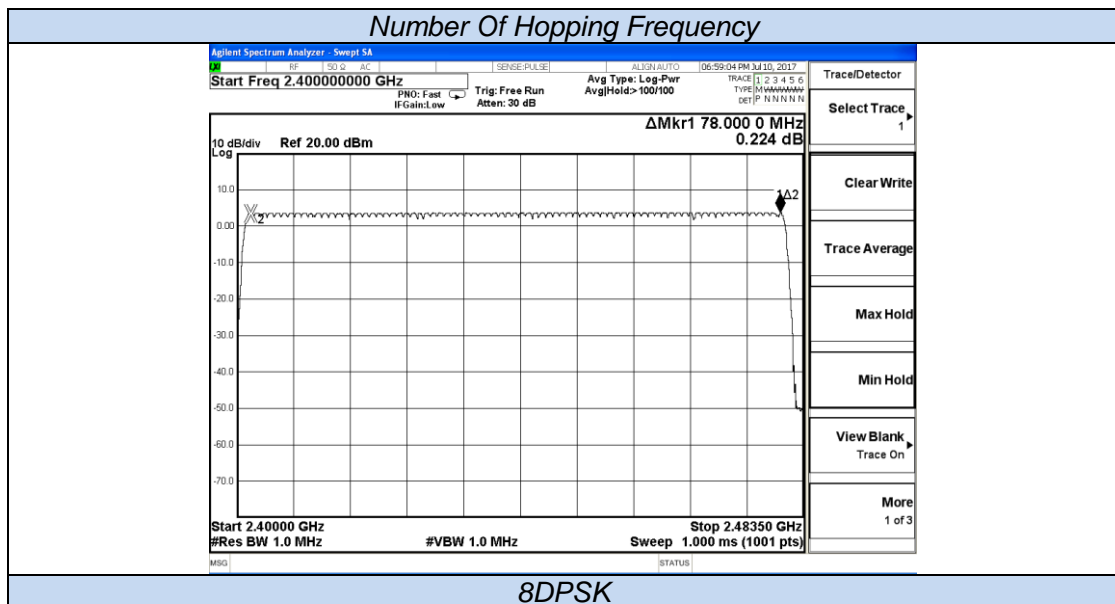 Number Of Hopping Frequency
Agilent Spectrum Analyzer - Swept SA
LXI RF 50 Ω AC SENSE:PULSE ALIGN AUTO 06:59:04 PM Jul 10, 2017
Start Freq 2.400000000 GHz
PNO: Fast
IFGain:Low
Trig: Free Run
Atten: 30 dB
Avg Type: Log-Pwr
Avg|Hold:>100/100
TRACE 1 2 3 4 5 6
TYPE M
DET P N N N N N
ΔMkr1 78.000 0 MHz
0.224 dB
10 dB/div Ref 20.00 dBm
Log
10.0
0.00
-10.0
-20.0
-30.0
-40.0
-50.0
-60.0
-70.0
2
1Δ2
Start 2.40000 GHz
Stop 2.48350 GHz
#Res BW 1.0 MHz
#VBW 1.0 MHz
Sweep 1.000 ms (1001 pts)
MSG
STATUS
Trace/Detector
Select Trace
1
Clear Write
Trace Average
Max Hold
Min Hold
View Blank
Trace On
More
1 of 3
8DPSK